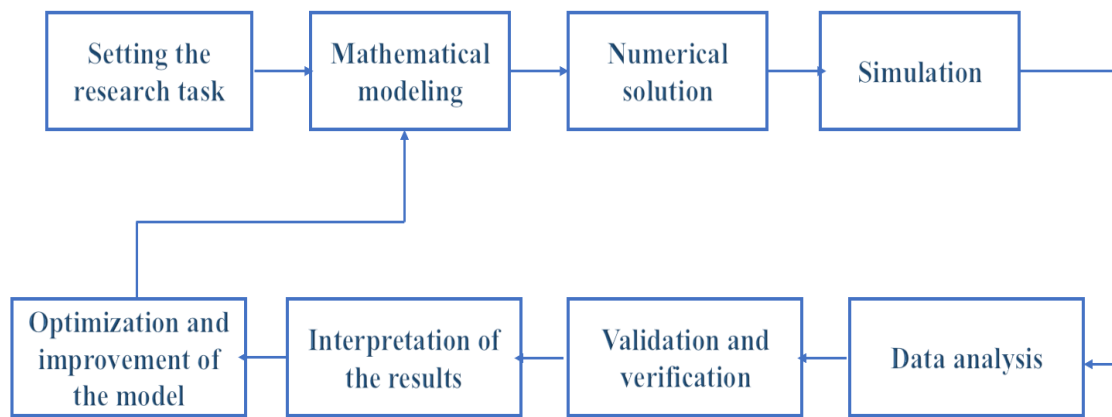 Setting the
research task
Mathematical
modeling
Numerical
solution
Simulation
Optimization and
improvement of
the model
Interpretation of
the results
Validation and
verification
Data analysis